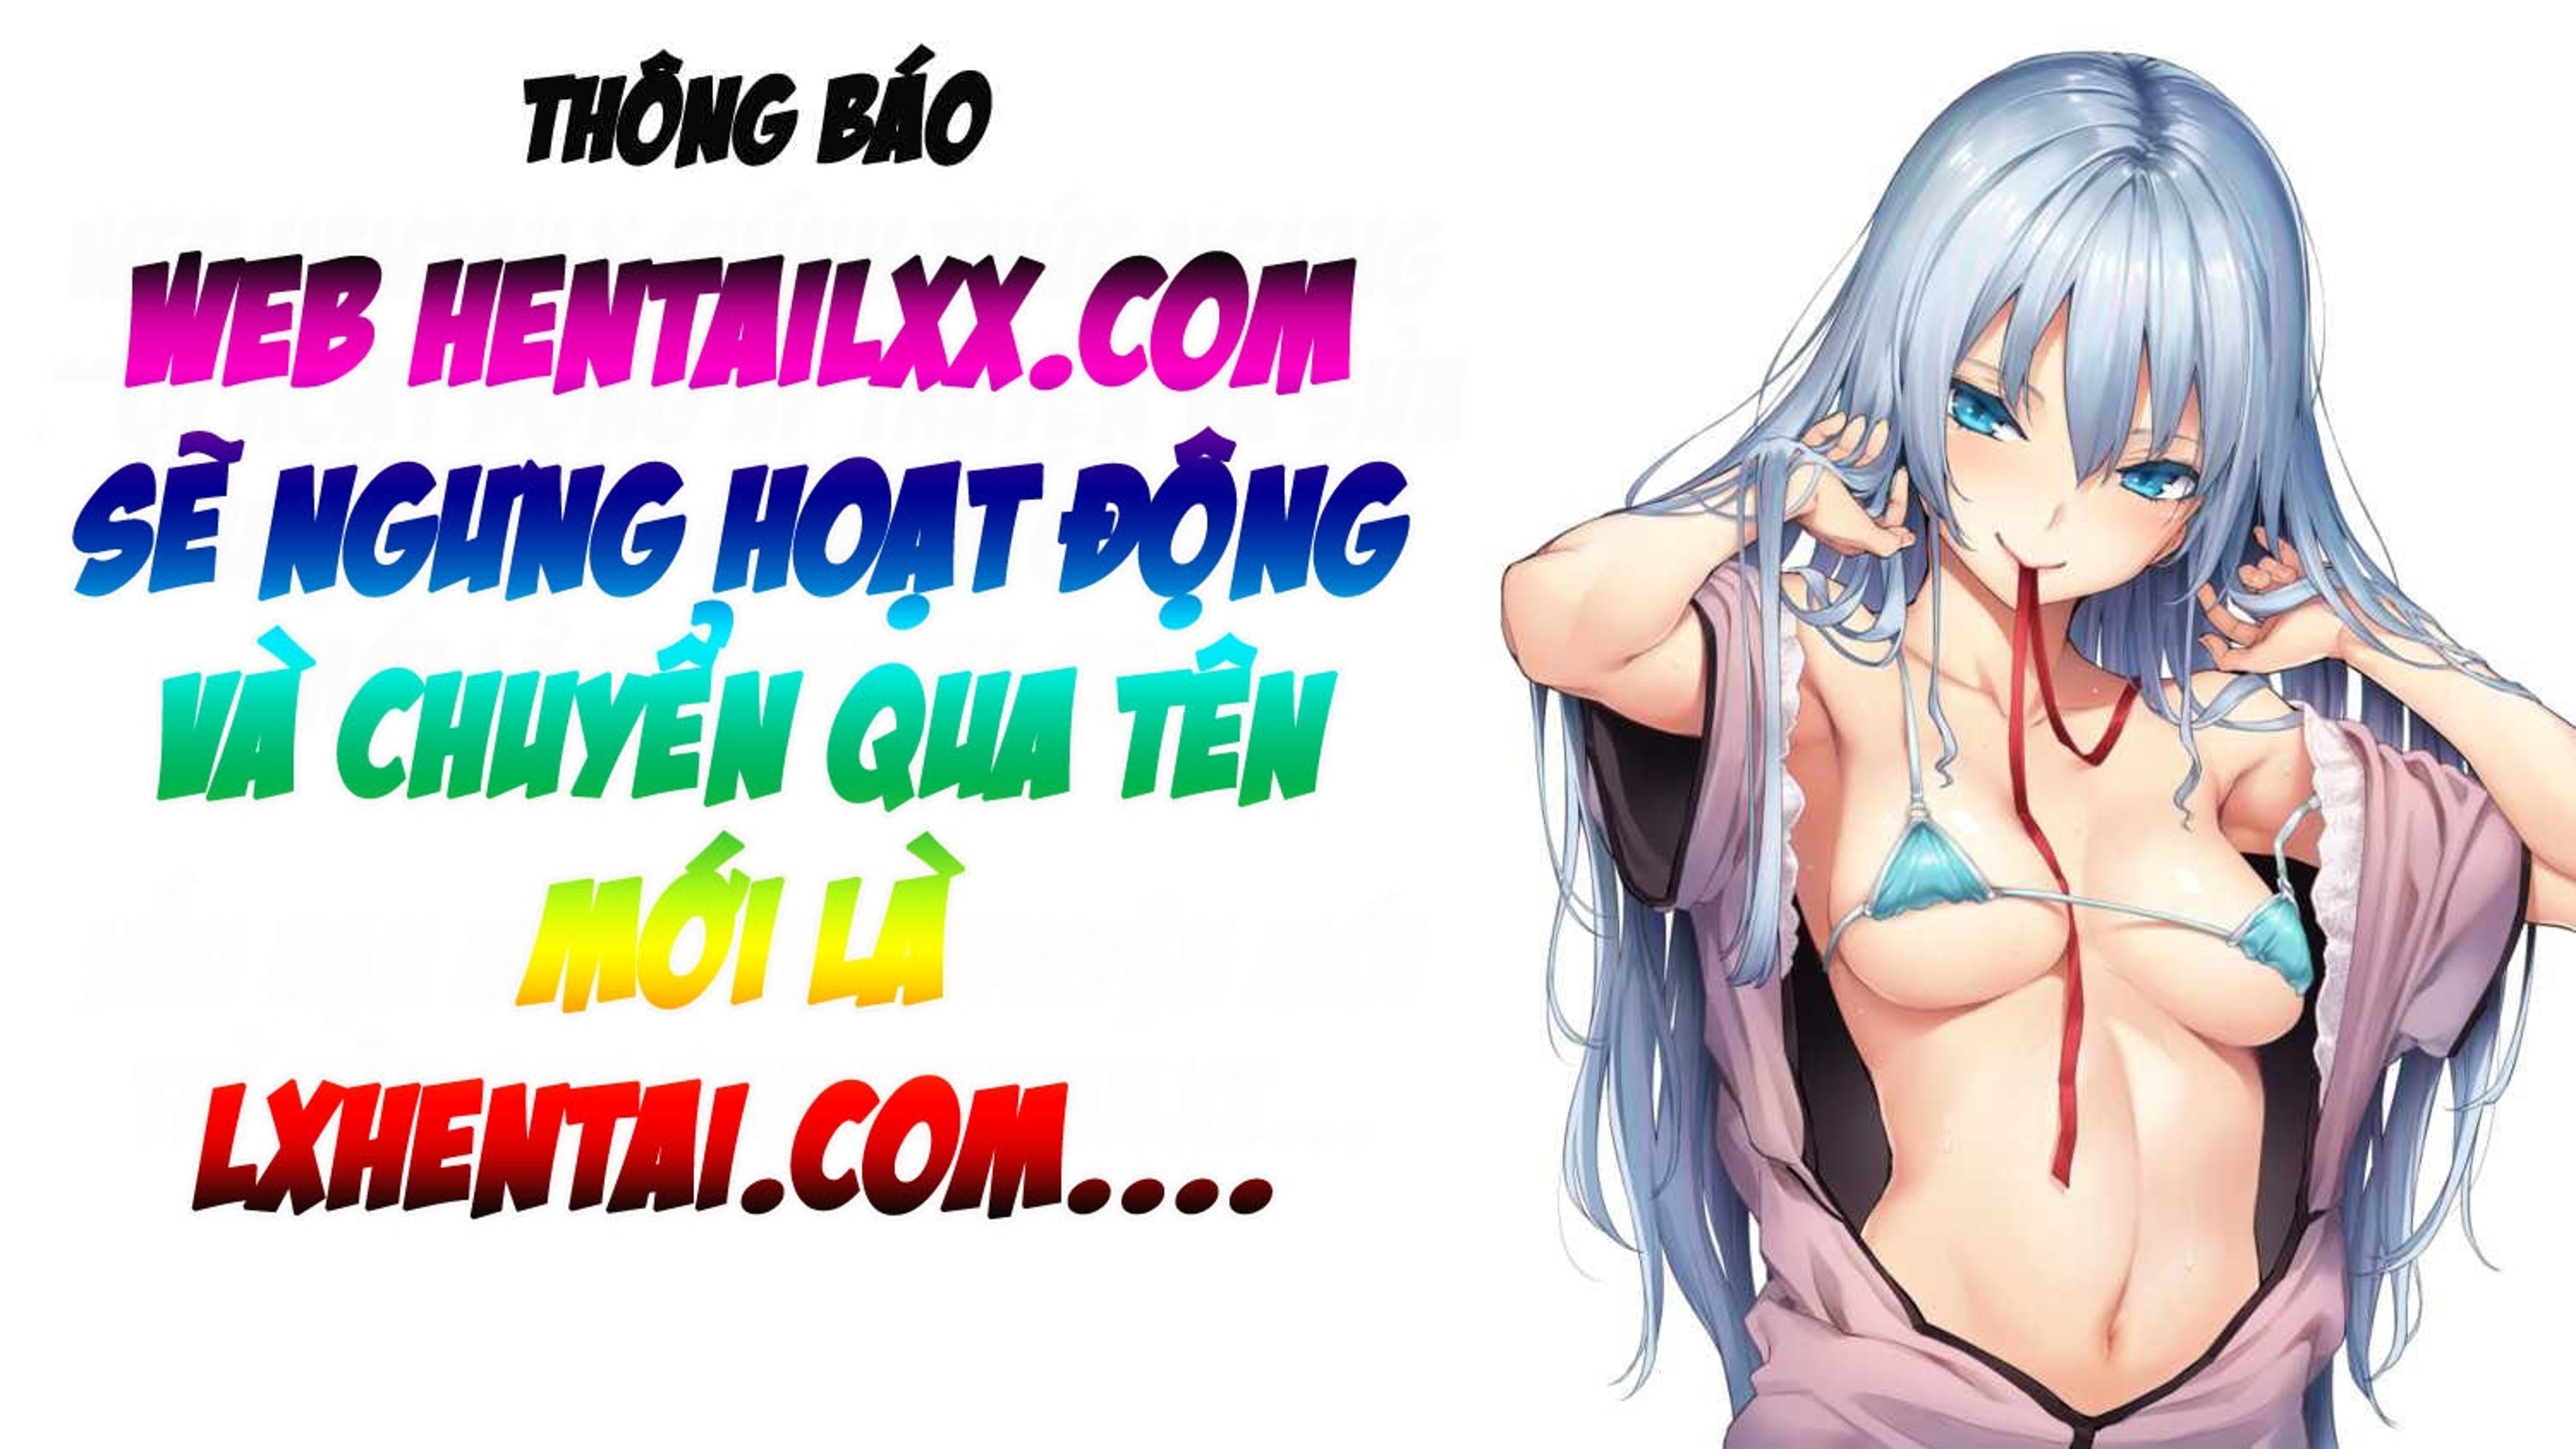 THÔNG BÁO
WEB HENTAILXX.COM
SẼ NGƯNG HOẠT ĐỘNG
VÀ CHUYỂN QUA TÊN
MỚI LÀ
LXHENTAI.COM....